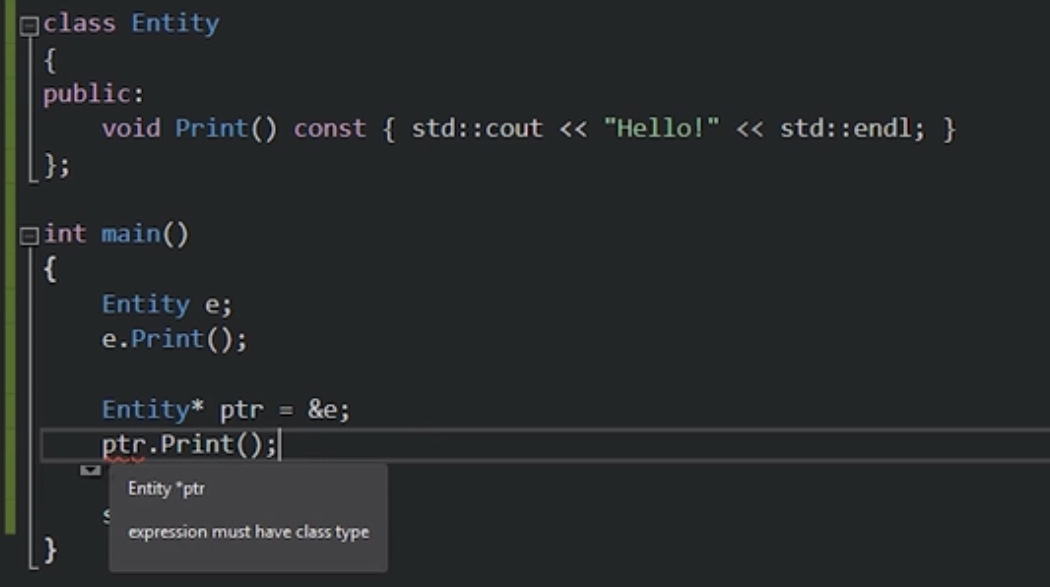 class Entity
{
public:
    void Print() const { std::cout << "Hello!" << std::endl; }
};
int main()
{
    Entity e;
    e.Print();
    Entity* ptr = &e;
    ptr.Print();
Entity *ptr
expression must have class type
}